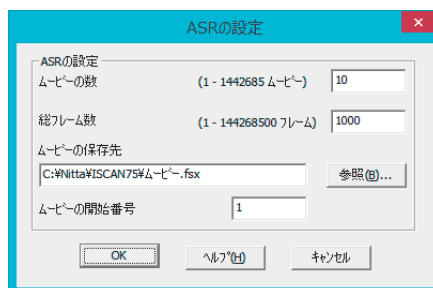 ASRの設定
ASRの設定
ムービーの数 (1 - 1442685 ムービー) 10
総フレーム数 (1 - 144268500 フレーム) 1000
ムービーの保存先
C:¥Nitta¥ISCAN75¥ムービー.fsx 参照(B)...
ムービーの開始番号 1
OK ヘルプ(H) キャンセル